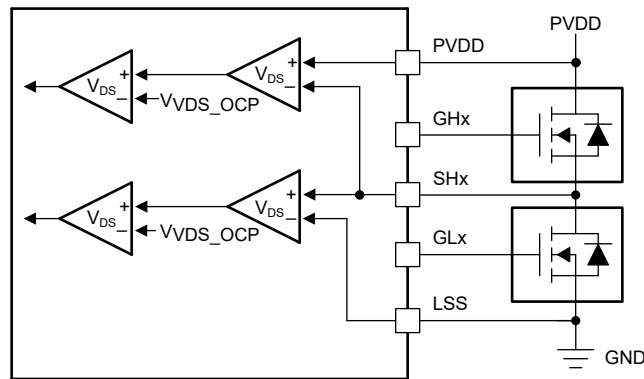 PVDD
PVDD
+
V_DS
–
+
V_DS
–
V_VDS_OCP
GHx
SHx
+
V_DS
–
+
V_DS
–
V_VDS_OCP
GLx
LSS
GND